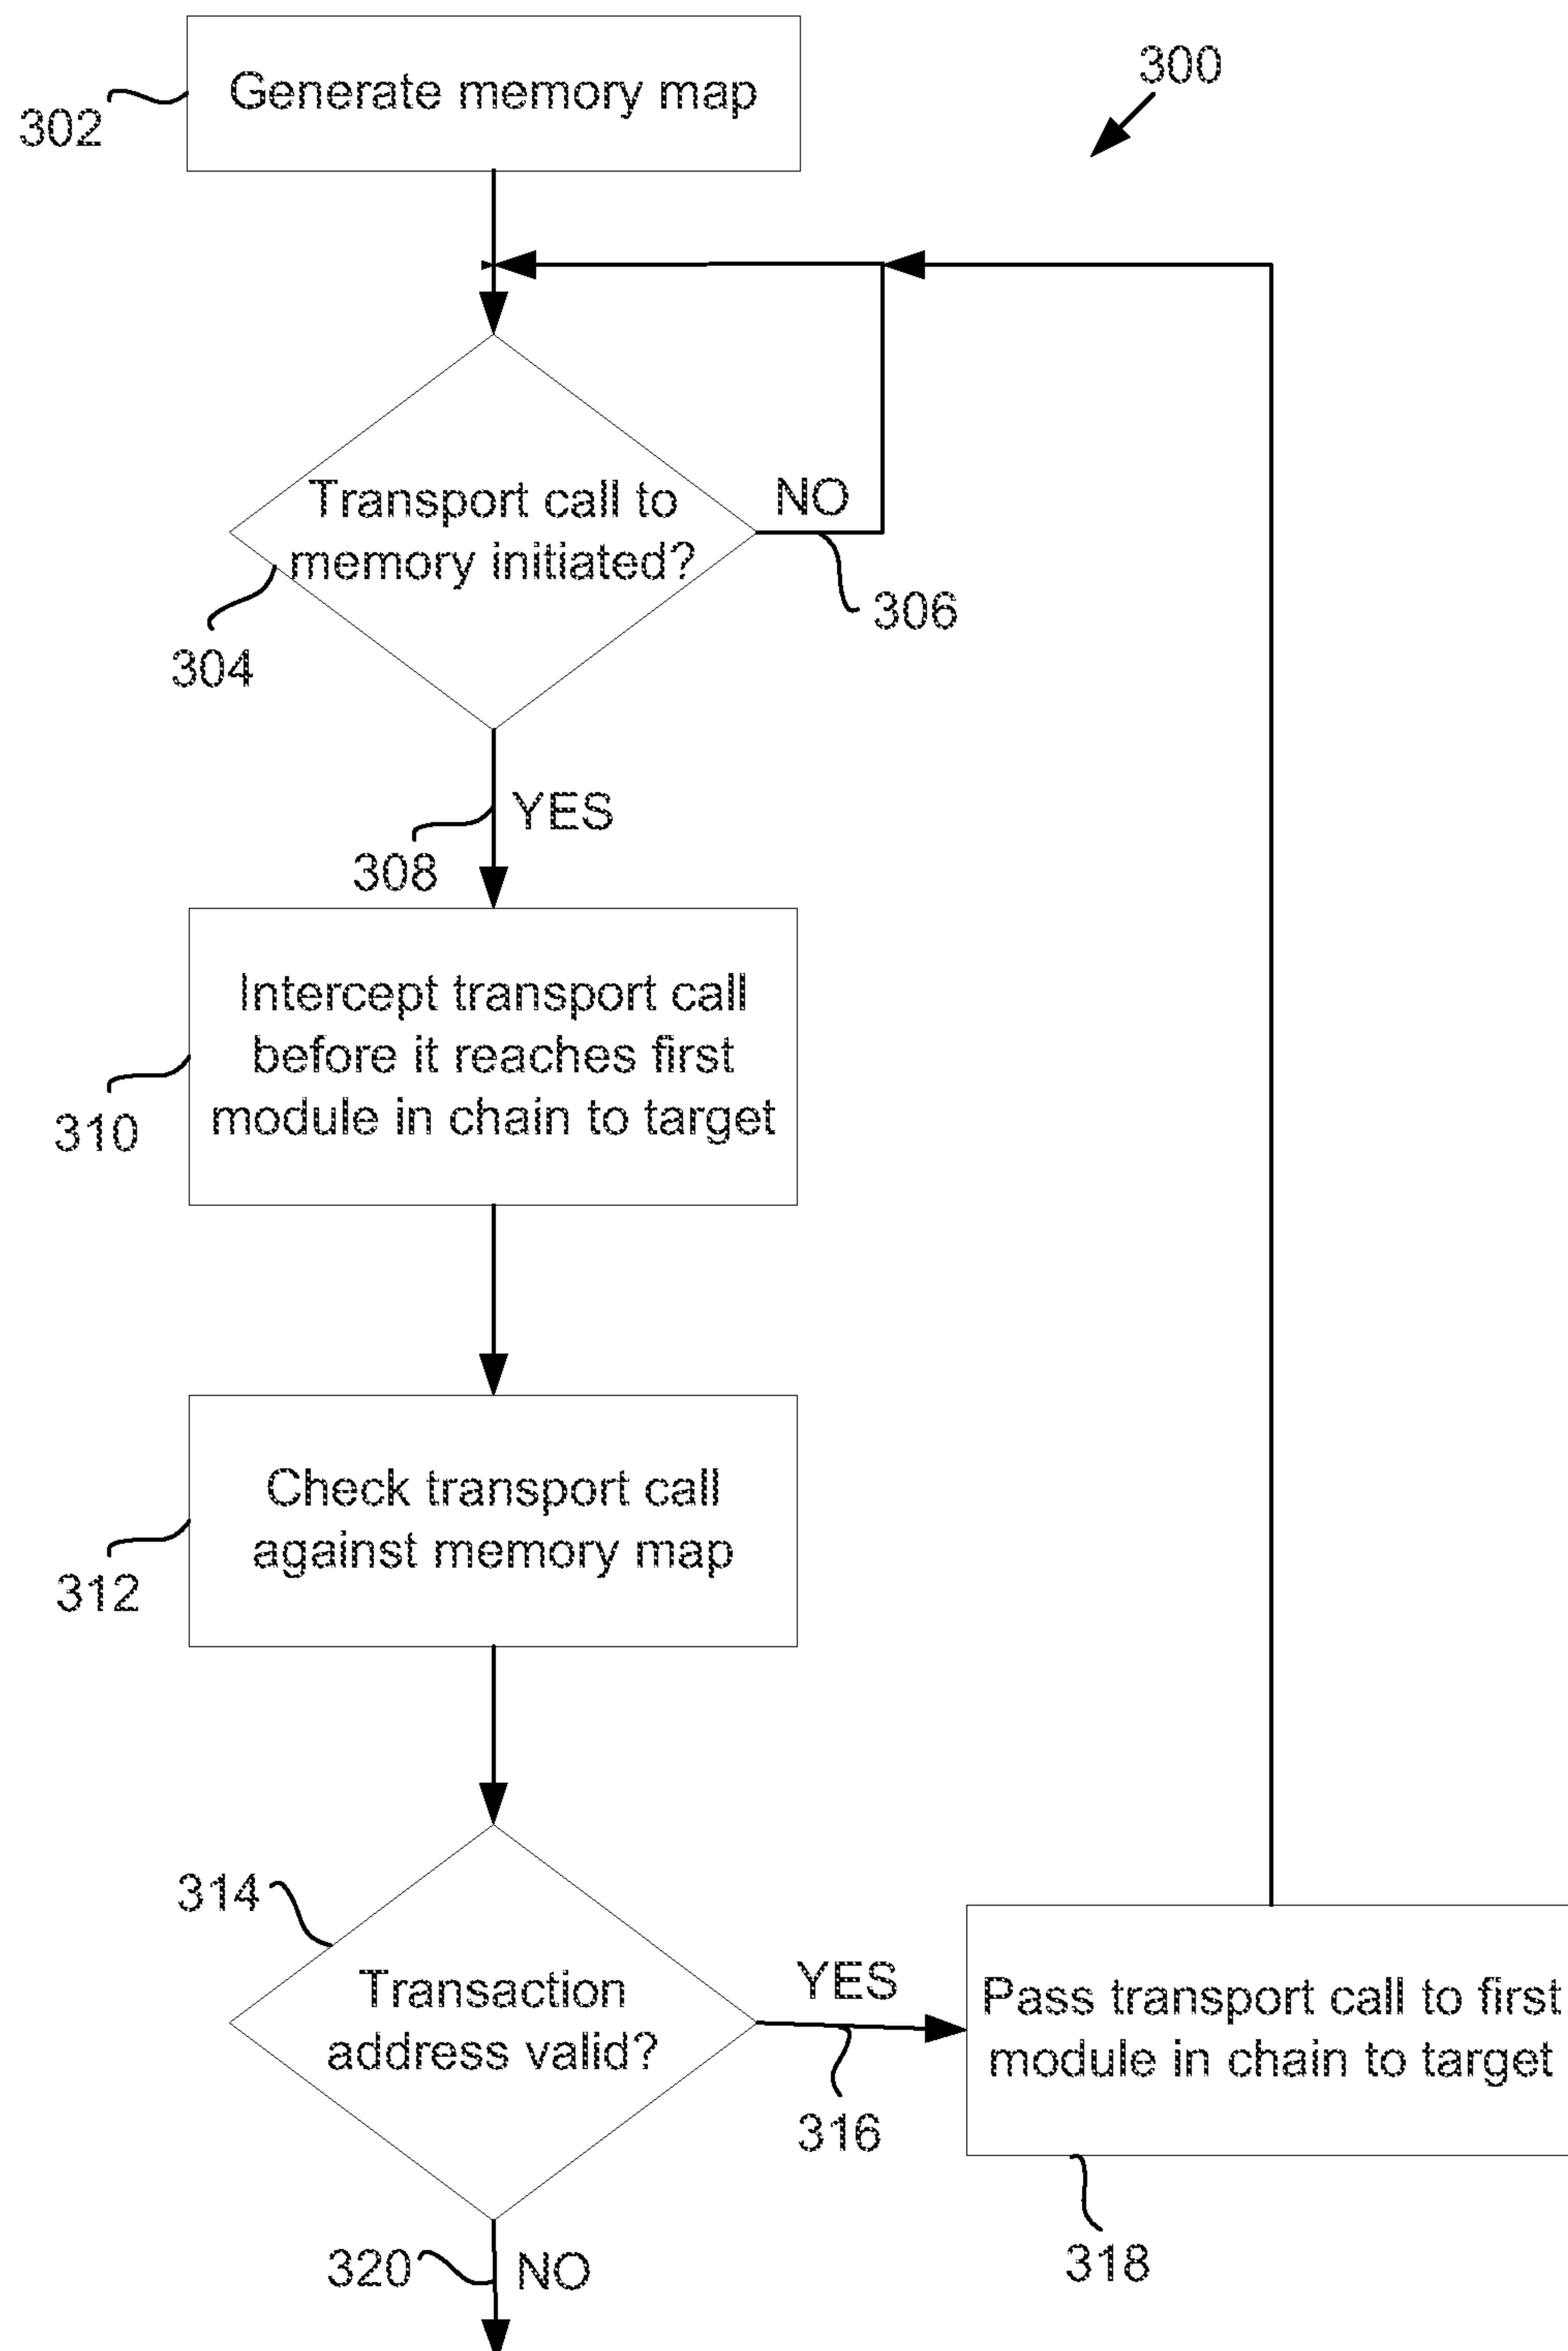 Generate memory map
302
300
Transport call to
memory initiated?
NO
306
304
YES
308
Intercept transport call
before it reaches first
module in chain to target
310
Check transport call
against memory map
312
314
Transaction
address valid?
YES
316
Pass transport call to first
module in chain to target
318
320
NO